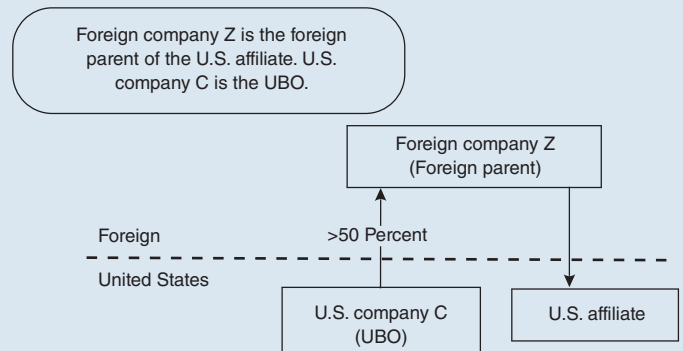 Foreign company Z is the foreign
parent of the U.S. affiliate. U.S.
company C is the UBO.
Foreign company Z
(Foreign parent)
Foreign
>50 Percent
United States
U.S. company C
(UBO)
U.S. affiliate